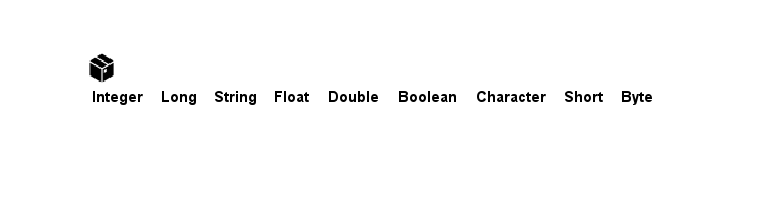 Integer Long String Float Double Boolean Character Short Byte